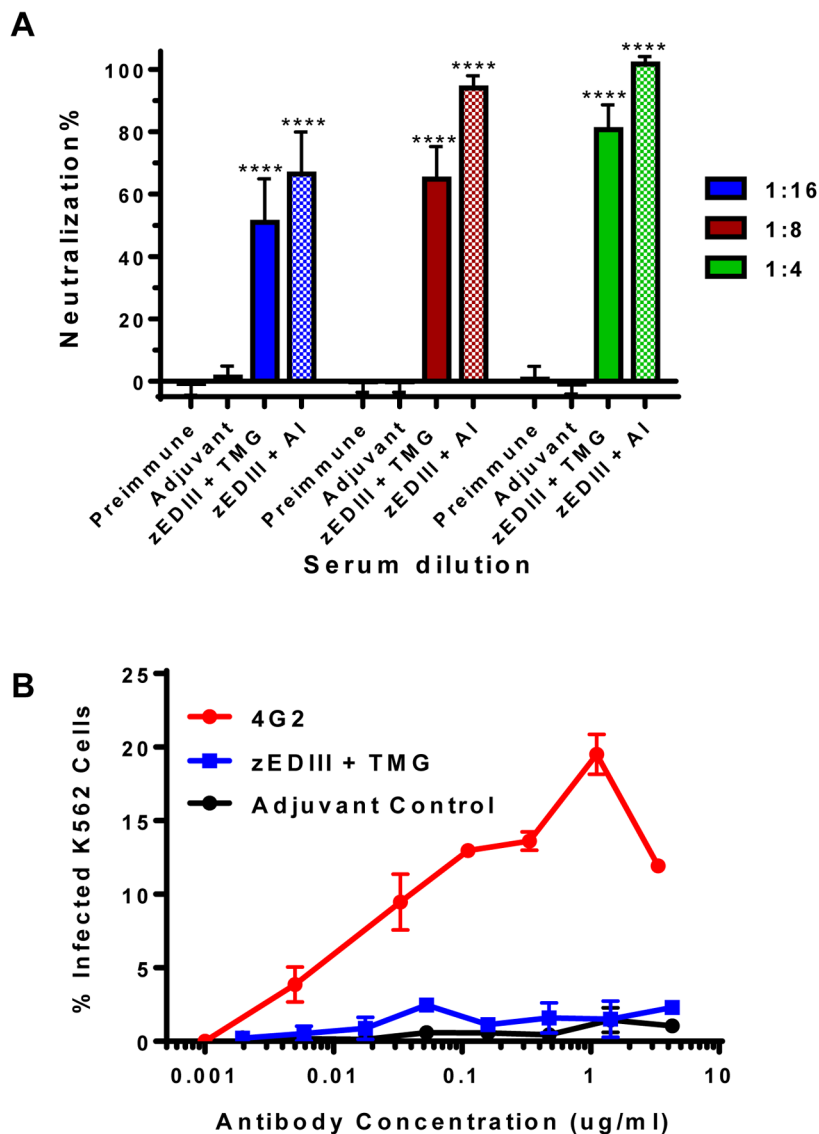 A
Neutralization%
100
80
60
40
20
0
****
****
****
****
****
****
1:16
1:8
1:4
Preimmune
Adjuvant
zEDIII + TMG
zEDIII + Al
Preimmune
Adjuvant
zEDIII + TMG
zEDIII + Al
Preimmune
Adjuvant
zEDIII + TMG
zEDIII + Al
Serum dilution
B
% Infected K562 Cells
25
20
15
10
5
0
4G2
zEDIII + TMG
Adjuvant Control
0.001
0.01
0.1
1
10
Antibody Concentration (ug/ml)